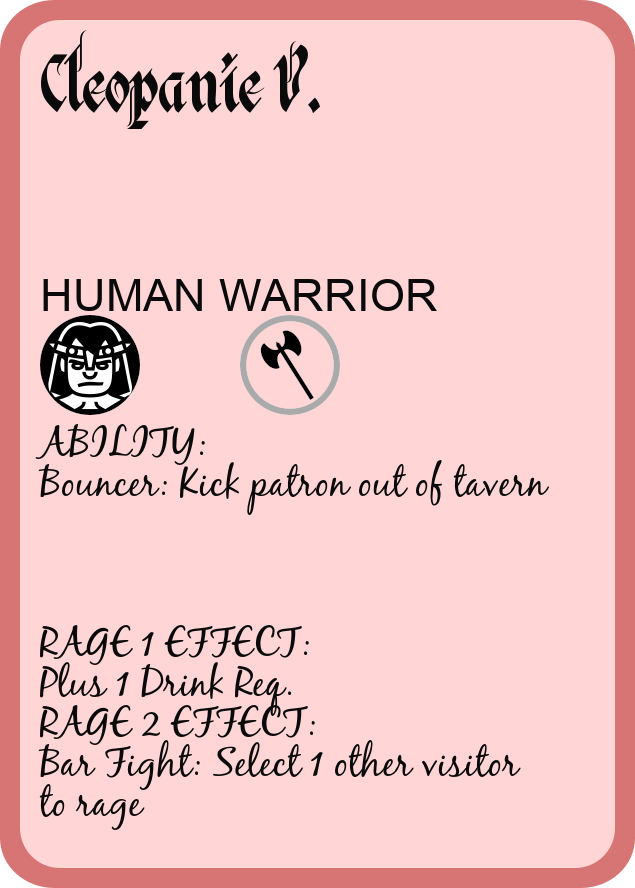 Cleopanie V.
HUMAN WARRIOR
ABILITY:
Bouncer: Kick patron out of tavern
RAGE 1 EFFECT:
Plus 1 Drink Req.
RAGE 2 EFFECT:
Bar Fight: Select 1 other visitor
to rage